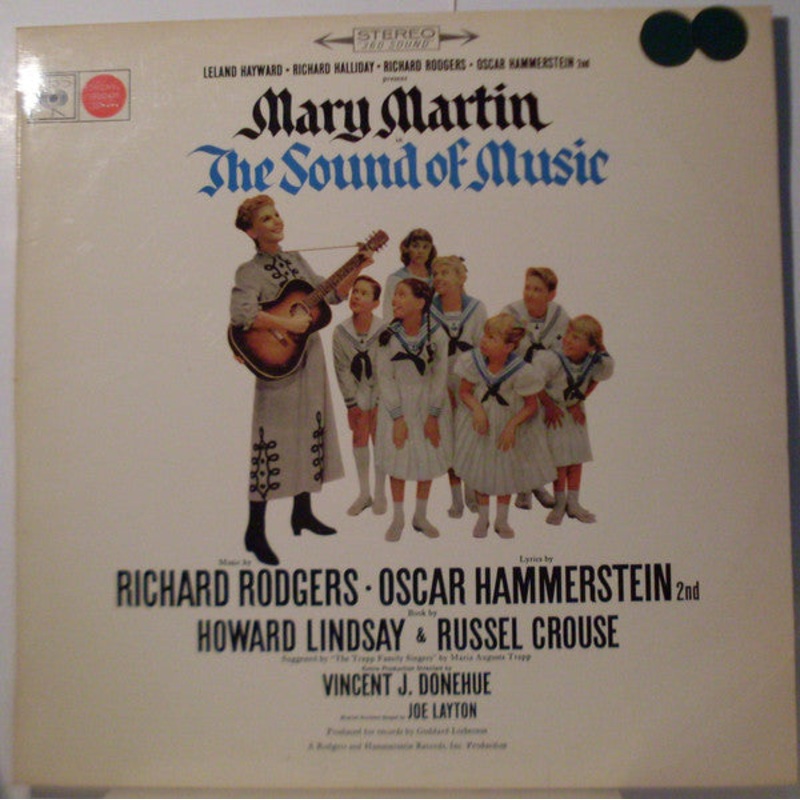 STEREO
360 SOUND
LELAND HAYWARD • RICHARD HALLIDAY • RICHARD RODGERS • OSCAR HAMMERSTEIN 2nd
present
Mary Martin
in
The Sound of Music
Music by Lyrics by
RICHARD RODGERS • OSCAR HAMMERSTEIN 2nd
Book by
HOWARD LINDSAY & RUSSEL CROUSE
Suggested by "The Trapp Family Singers" by Maria Augusta Trapp
Entire Production Directed by
VINCENT J. DONEHUE
JOE LAYTON
Produced for records by Goddard Lieberson
A Rodgers and Hammerstein Records, Inc. Production